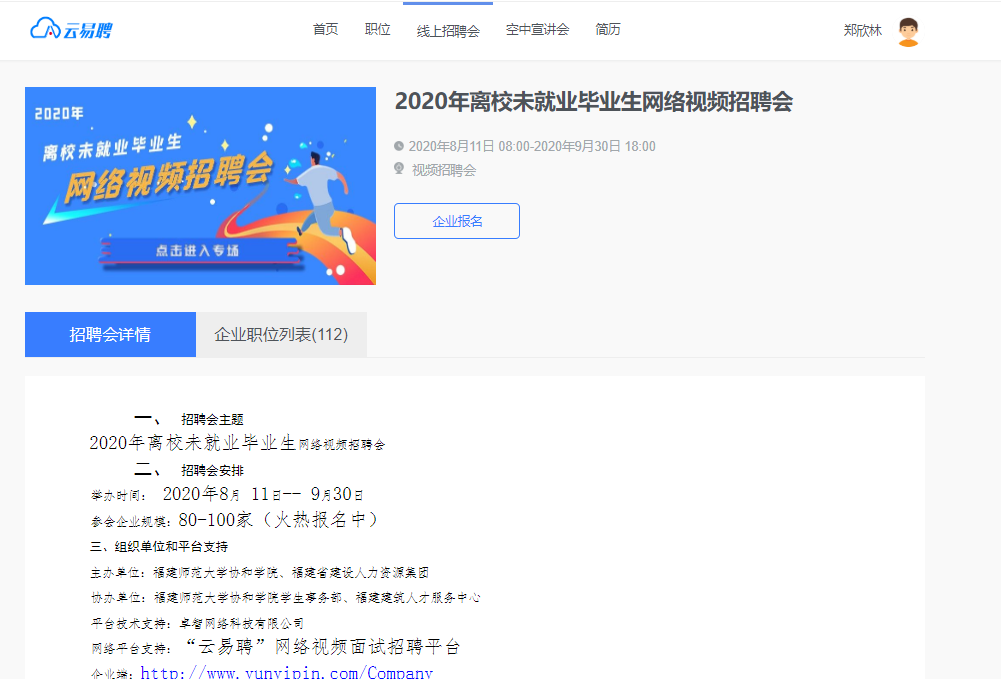 云易聘
首页 职位 线上招聘会 空中宣讲会 简历
郑欣林
2020年
离校未就业毕业生
网络视频招聘会
点击进入专场
2020年离校未就业毕业生网络视频招聘会
2020年8月11日 08:00-2020年9月30日 18:00
视频招聘会
企业报名
招聘会详情 企业职位列表(112)
一、 招聘会主题
2020年离校未就业毕业生网络视频招聘会
二、 招聘会安排
举办时间： 2020年8月 11日-- 9月30日
参会企业规模：80-100家（火热报名中）
三、组织单位和平台支持
主办单位：福建师范大学协和学院、福建省建设人力资源集团
协办单位：福建师范大学协和学院学生事务部、福建建筑人才服务中心
平台技术支持：卓智网络科技有限公司
网络平台支持：“云易聘”网络视频面试招聘平台
企业端：http://www.yunyipin.com/Company